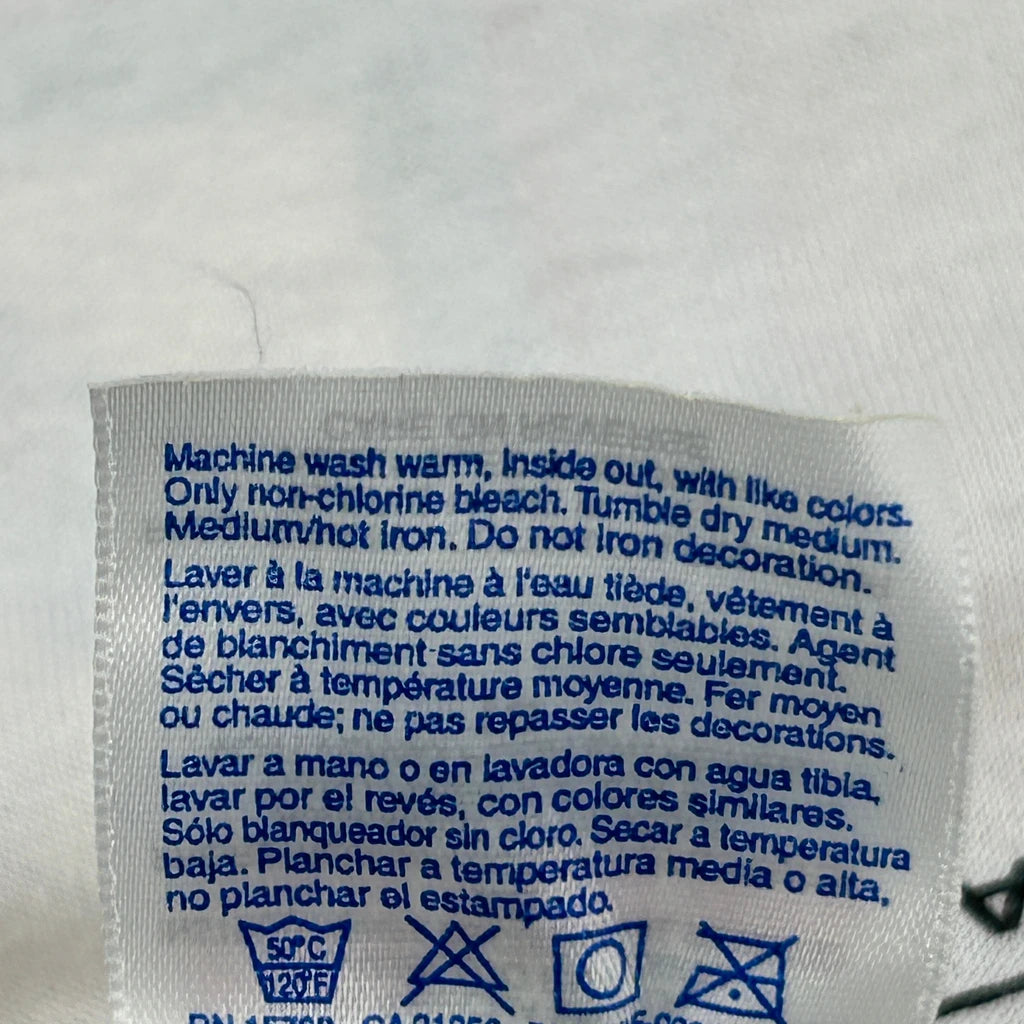 Machine wash warm, inside out, with like colors.
Only non-chlorine bleach. Tumble dry medium.
Medium/hot iron. Do not iron decoration.
Laver à la machine à l'eau tiède, vêtement à
l'envers, avec couleurs semblables. Agent
de blanchiment sans chlore seulement.
Sécher à température moyenne. Fer moyen
ou chaude; ne pas repasser les decorations.
Lavar a mano o en lavadora con agua tibia,
lavar por el revés, con colores similares.
Sólo blanqueador sin cloro. Secar a temperatura
baja. Planchar a temperatura media o alta,
no planchar el estampado.
50°C
120°F